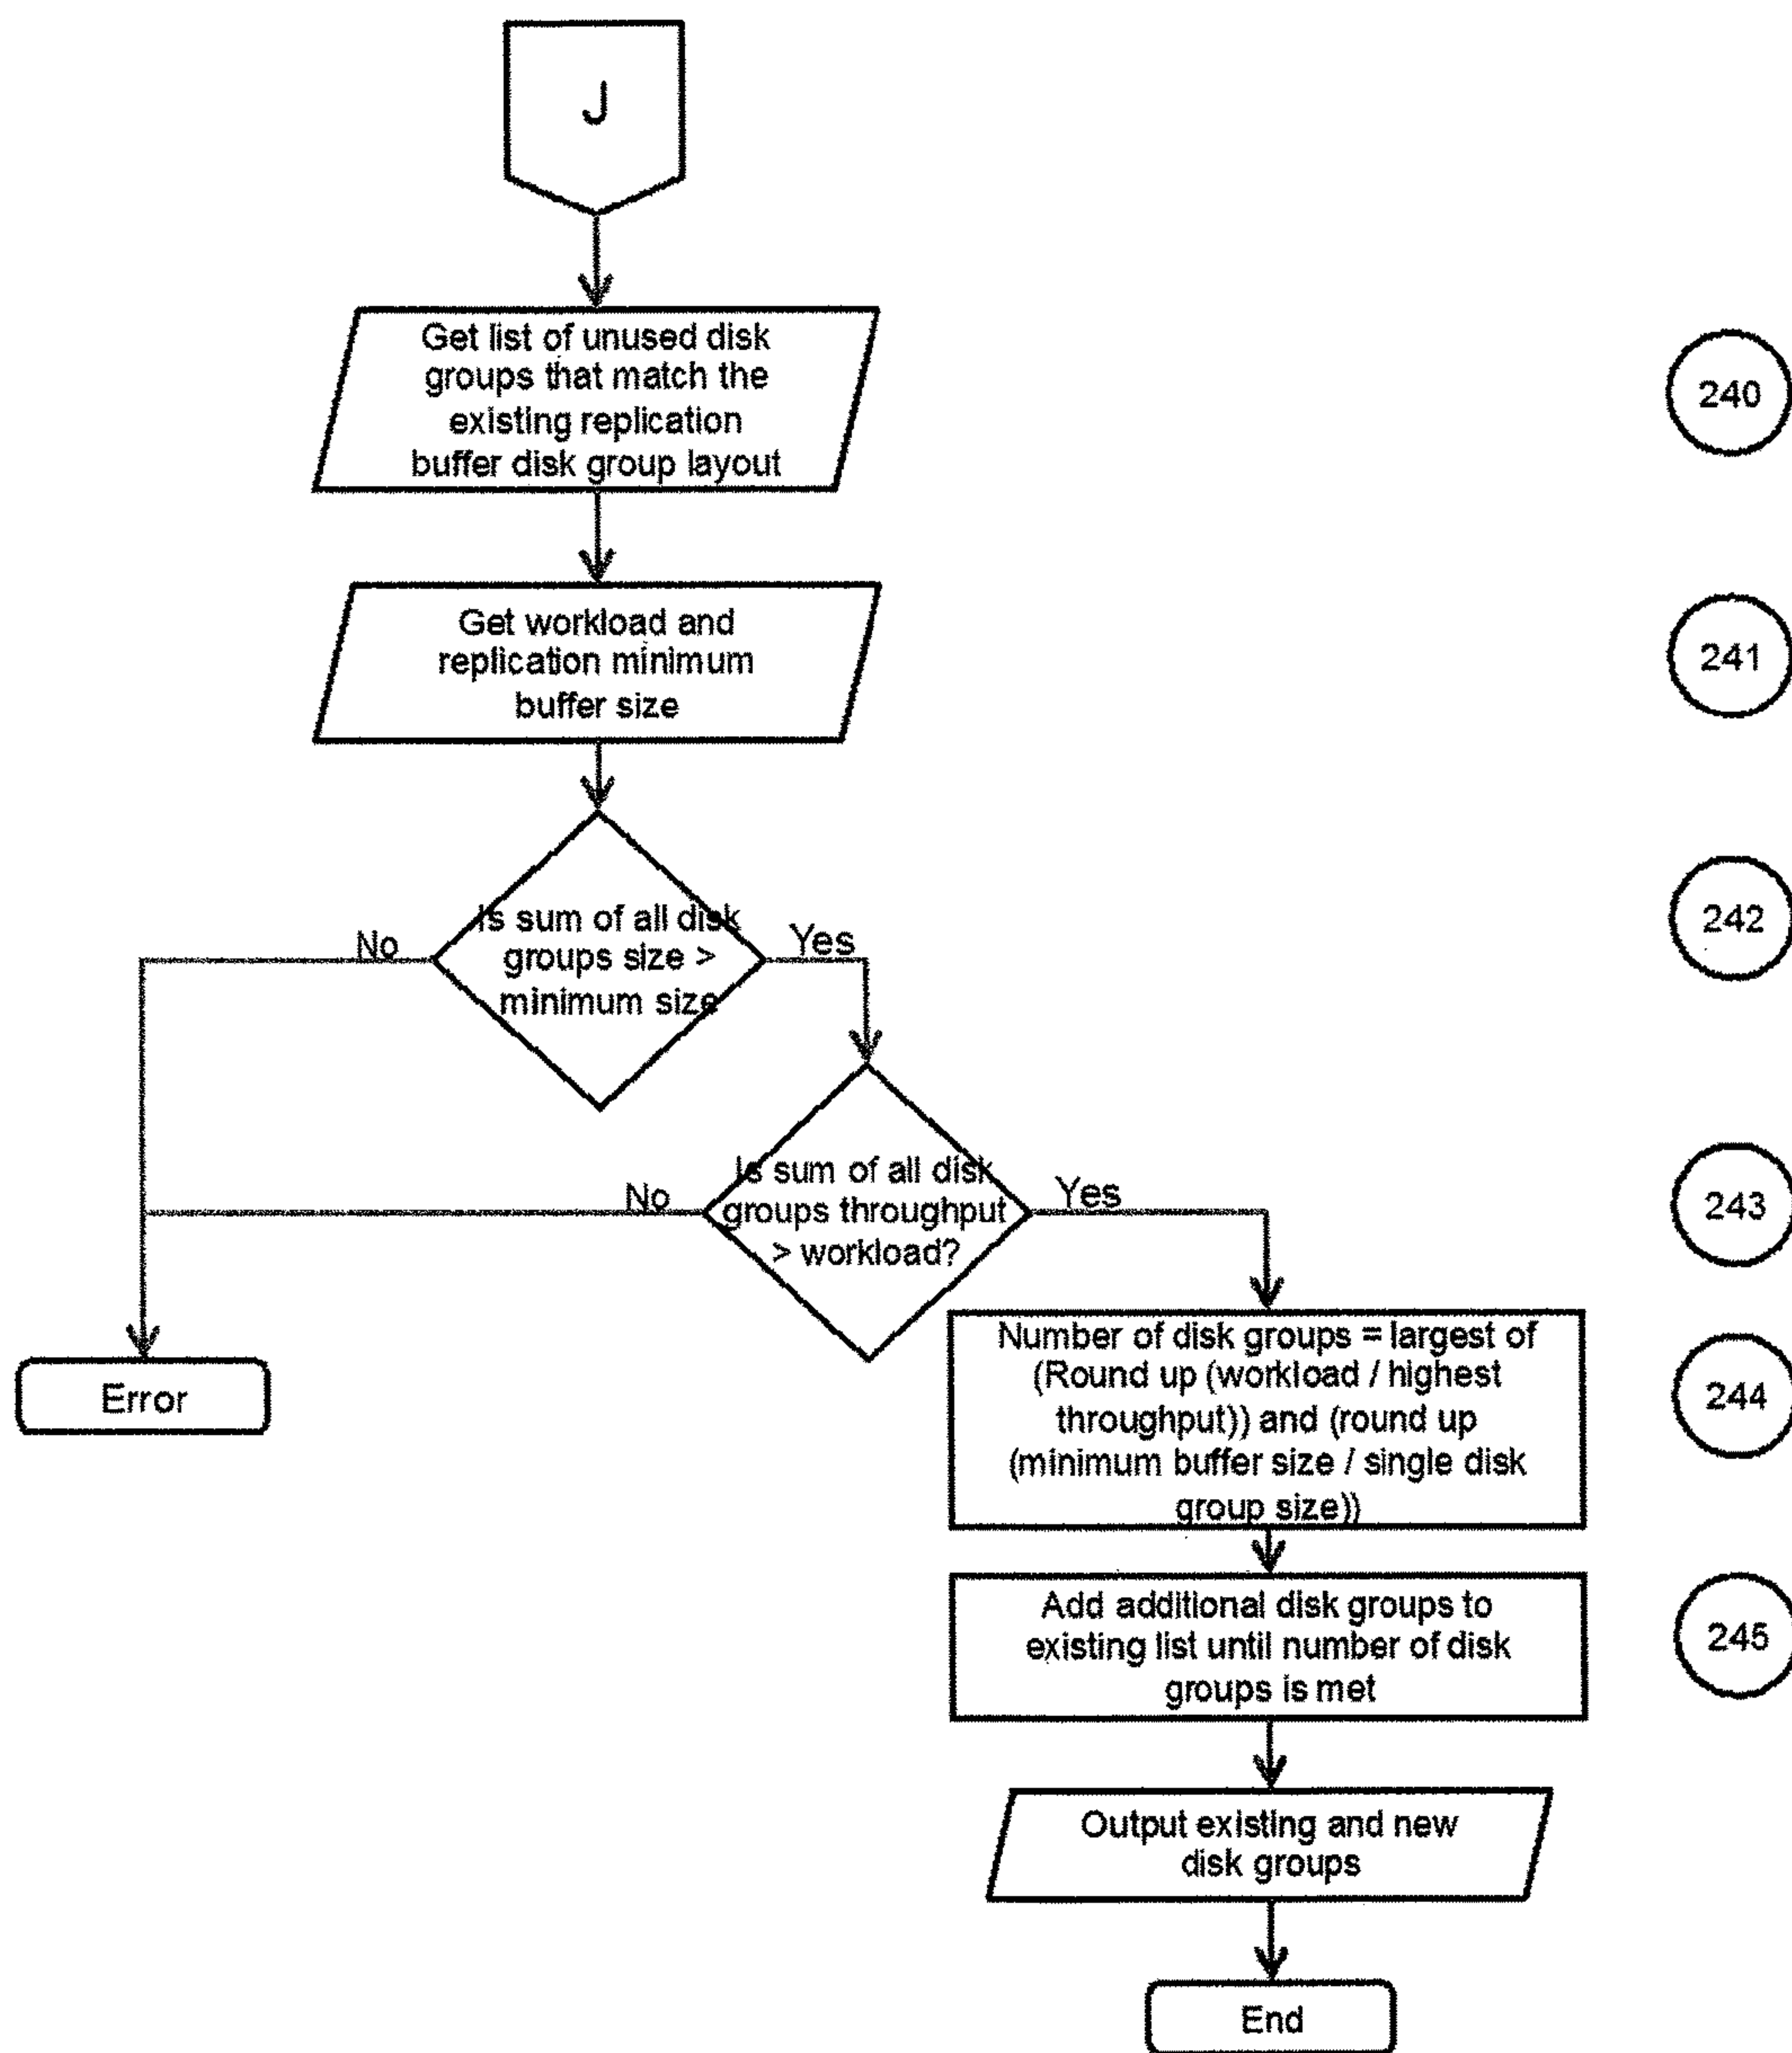 J
Get list of unused disk
groups that match the
existing replication
buffer disk group layout
240
Get workload and
replication minimum
buffer size
241
Is sum of all disk
groups size >
minimum size
No
Yes
242
Is sum of all disk
groups throughput
> workload?
No
Yes
243
Error
Number of disk groups = largest of
(Round up (workload / highest
throughput)) and (round up
(minimum buffer size / single disk
group size))
244
Add additional disk groups to
existing list until number of disk
groups is met
245
Output existing and new
disk groups
End